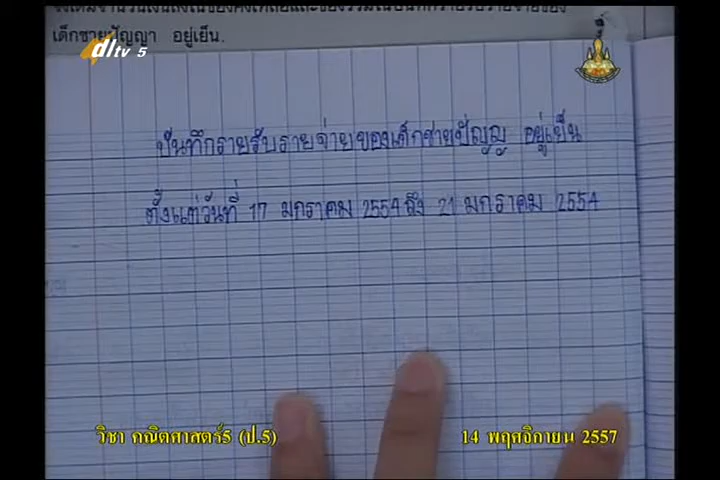 เด็กชายปัญญา อยู่เย็น.
dltv 5
บันทึกรายรับรายจ่ายของเด็กชายปัญญา อยู่เย็น
ตั้งแต่วันที่ 17 มกราคม 2554 ถึง 21 มกราคม 2554
วิชา คณิตศาสตร์5 (ป.5)
14 พฤศจิกายน 2557